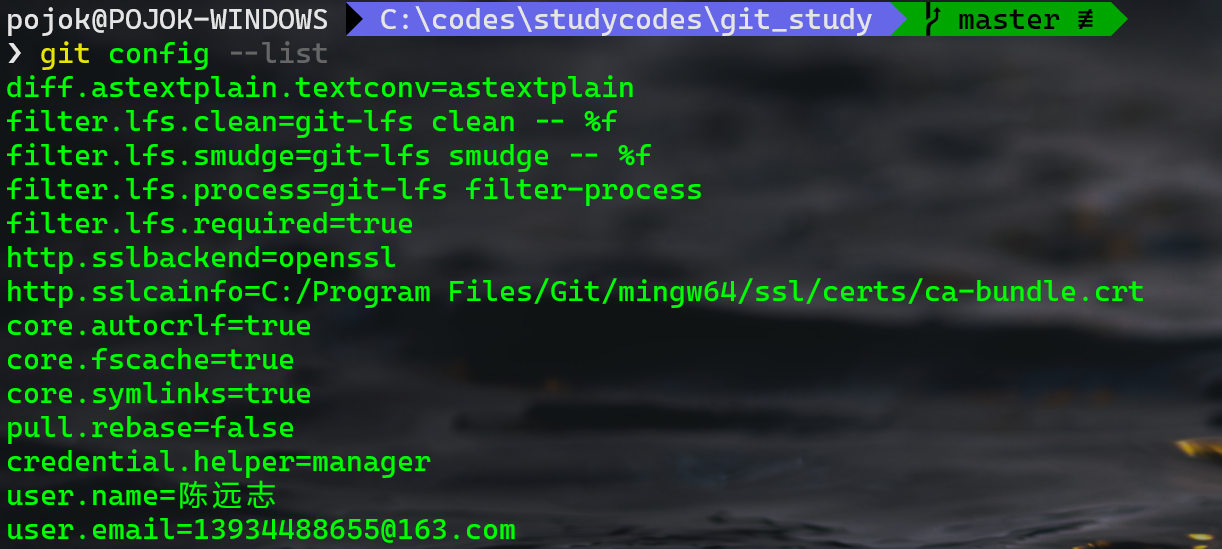 pojok@POJOK-WINDOWS C:\codes\studycodes\git_study master ≢
❯ git config --list
diff.astextplain.textconv=astextplain
filter.lfs.clean=git-lfs clean -- %f
filter.lfs.smudge=git-lfs smudge -- %f
filter.lfs.process=git-lfs filter-process
filter.lfs.required=true
http.sslbackend=openssl
http.sslcainfo=C:/Program Files/Git/mingw64/ssl/certs/ca-bundle.crt
core.autocrlf=true
core.fscache=true
core.symlinks=true
pull.rebase=false
credential.helper=manager
user.name=陈远志
user.email=13934488655@163.com